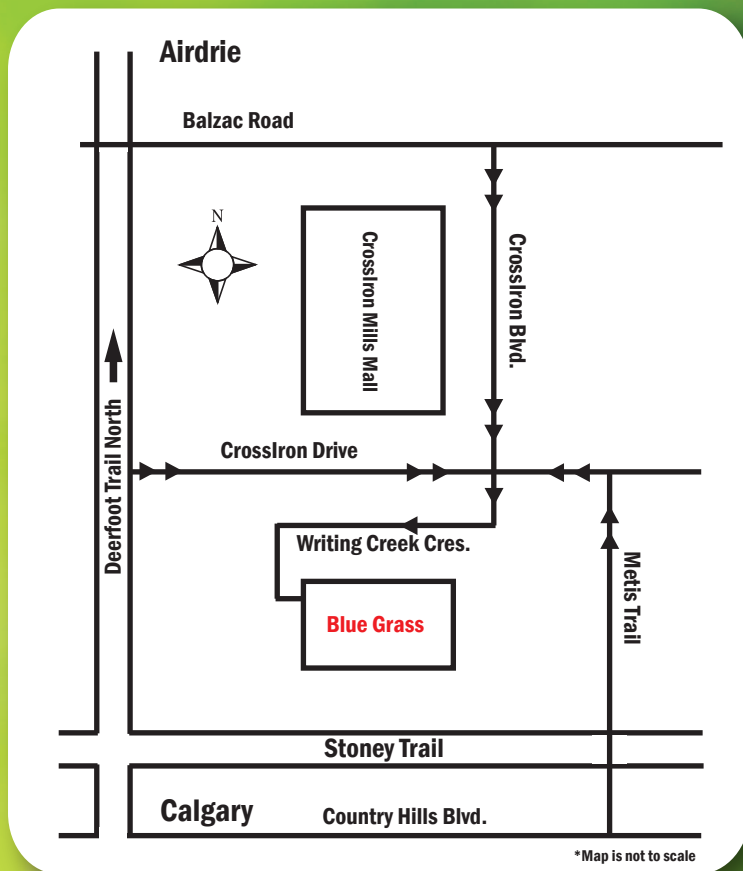 Airdrie
Balzac Road
N
CrossIron Mills Mall
CrossIron Blvd.
Deerfoot Trail North
CrossIron Drive
Writing Creek Cres.
Metis Trail
Blue Grass
Stoney Trail
Calgary
Country Hills Blvd.
*Map is not to scale